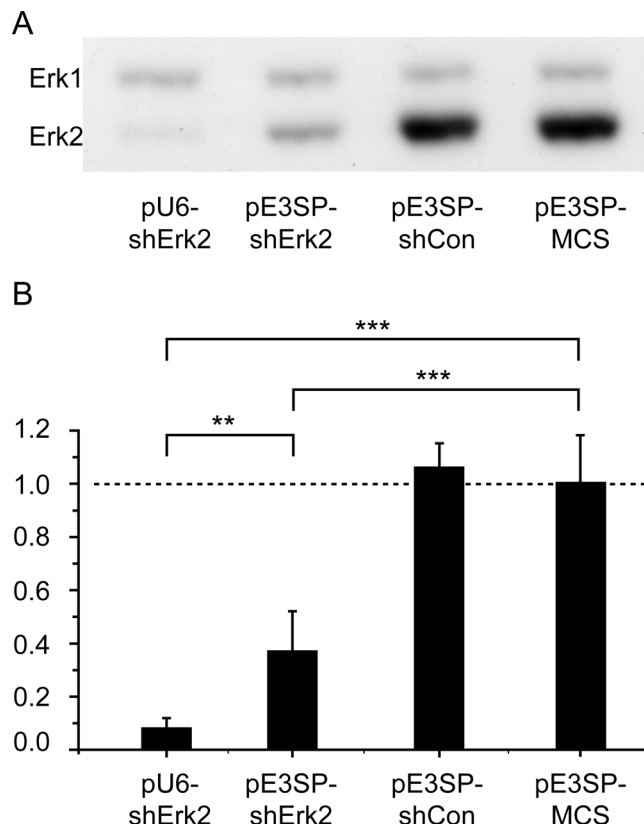 A
Erk1
Erk2
pU6- pE3SP- pE3SP- pE3SP-
shErk2 shErk2 shCon MCS
B
***
***
**
1.2
1.0
0.8
0.6
0.4
0.2
0.0
pU6- pE3SP- pE3SP- pE3SP-
shErk2 shErk2 shCon MCS